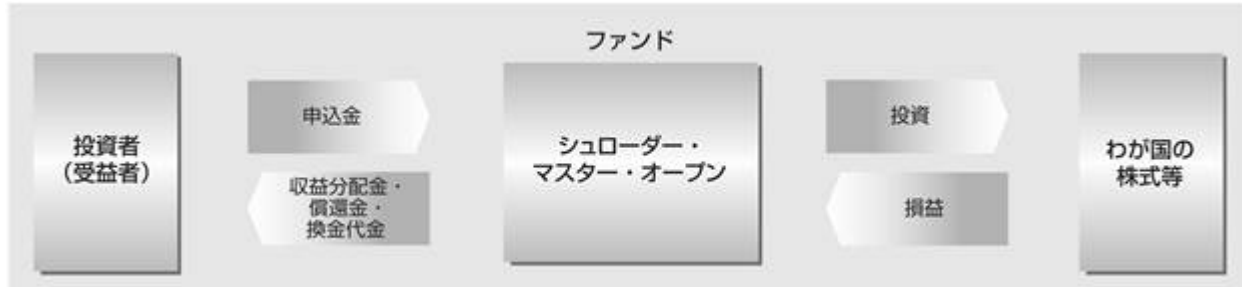 ファンド
投資者
（受益者）
申込金
収益分配金・
償還金・
換金代金
シュローダー・
マスター・オープン
投資
損益
わが国の
株式等